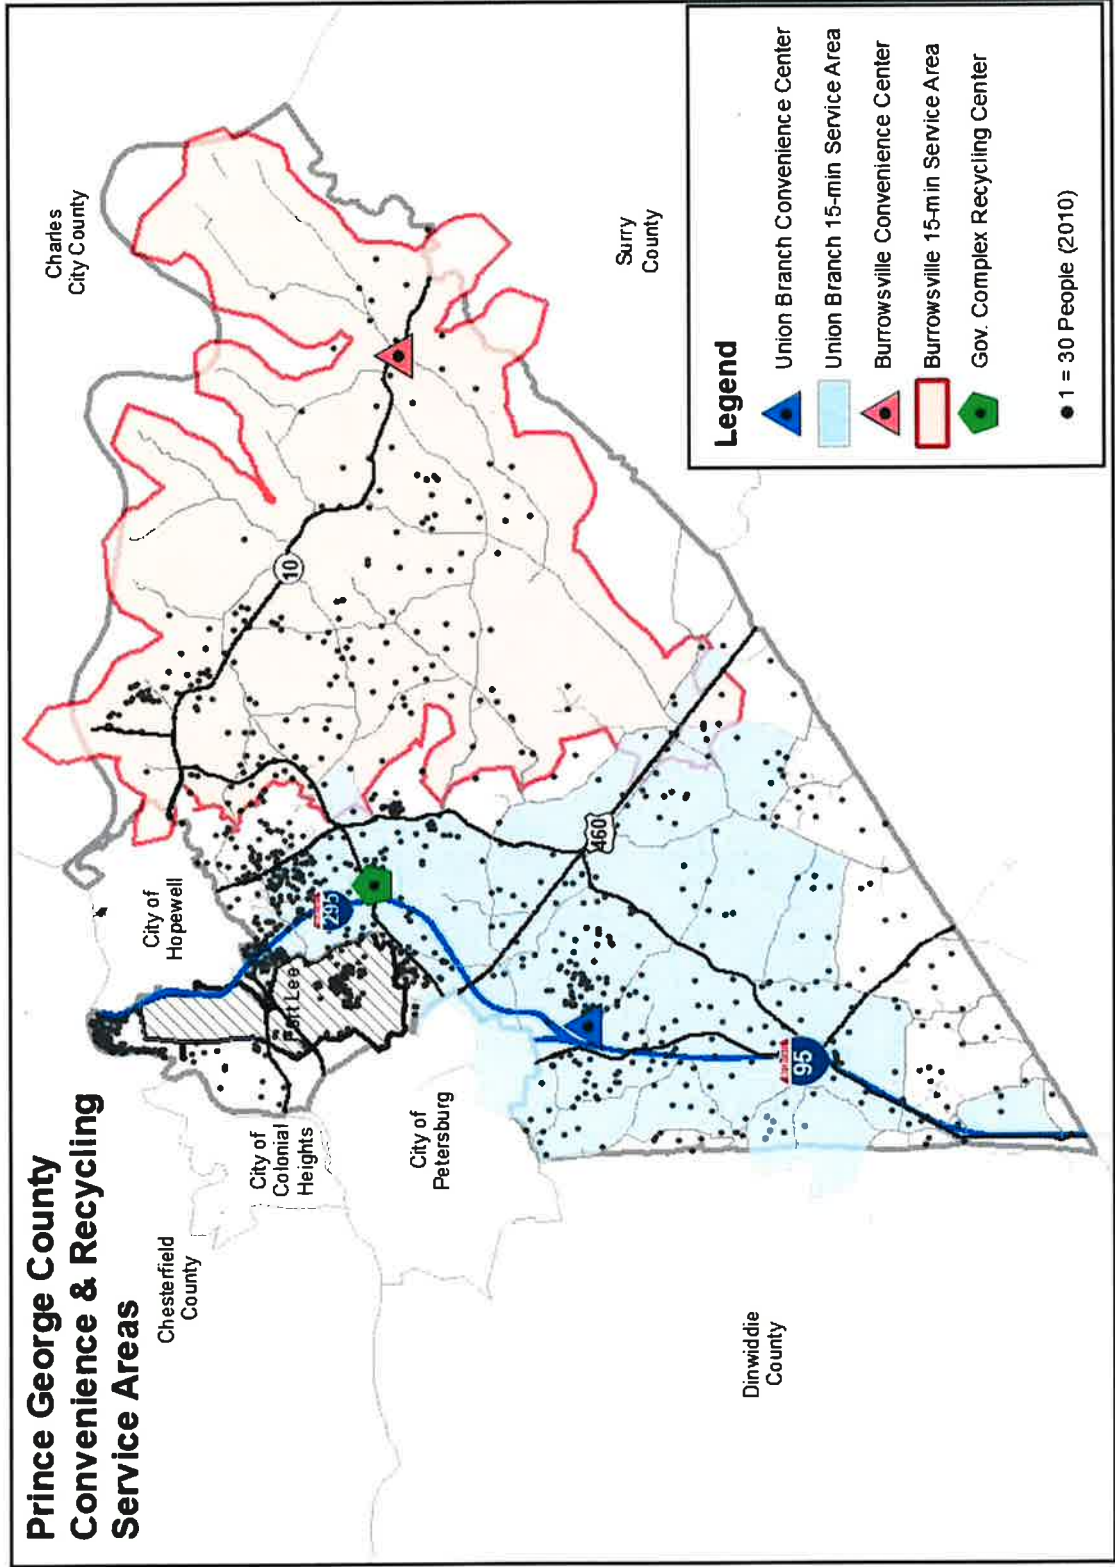 Prince George County
Convenience & Recycling
Service Areas
Chesterfield
County
City of
Colonial
Heights
City of
Hopewell
Charles
City County
Fort Lee
295
10
City of
Petersburg
460
95
Dinwiddie
County
Surry
County
Legend
Union Branch Convenience Center
Union Branch 15-min Service Area
Burrowsville Convenience Center
Burrowsville 15-min Service Area
Gov. Complex Recycling Center
1 = 30 People (2010)